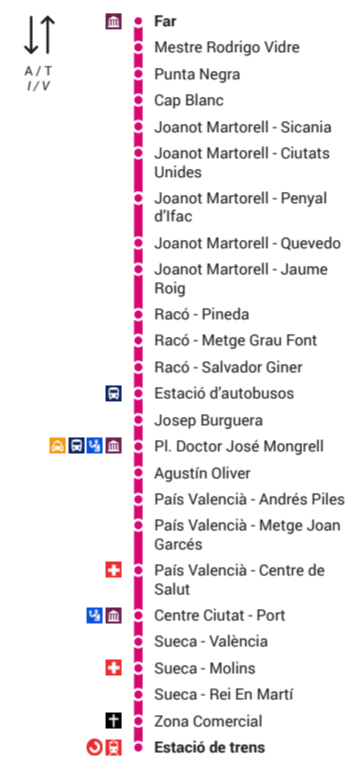 A / T
I / V
Far
Mestre Rodrigo Vidre
Punta Negra
Cap Blanc
Joanot Martorell - Sicania
Joanot Martorell - Ciutats
Unides
Joanot Martorell - Penyal
d'Ifac
Joanot Martorell - Quevedo
Joanot Martorell - Jaume
Roig
Racó - Pineda
Racó - Metge Grau Font
Racó - Salvador Giner
Estació d'autobusos
Josep Burguera
Pl. Doctor José Mongrell
Agustín Oliver
País Valencià - Andrés Piles
País Valencià - Metge Joan
Garcés
País Valencià - Centre de
Salut
Centre Ciutat - Port
Sueca - València
Sueca - Molins
Sueca - Rei En Martí
Zona Comercial
Estació de trens